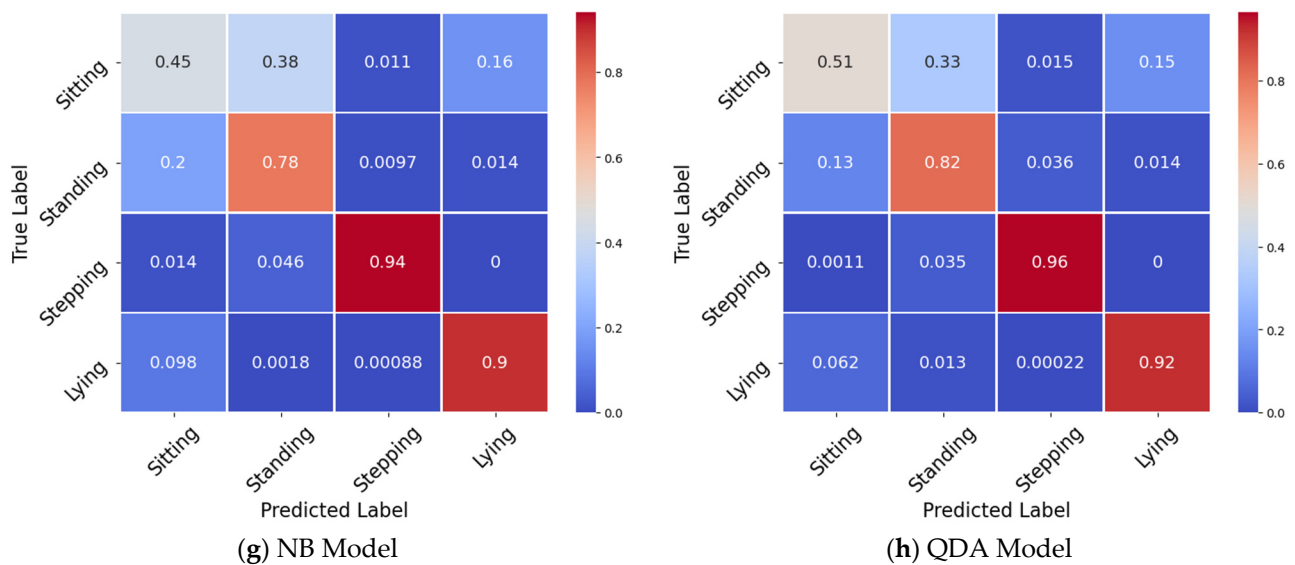 True Label
Sitting
0.45 0.38 0.011 0.16
Standing
0.2 0.78 0.0097 0.014
Stepping
0.014 0.046 0.94 0
Lying
0.098 0.0018 0.00088 0.9
Sitting Standing Stepping Lying
Predicted Label
0.8
0.6
0.4
0.2
0.0
(g) NB Model
True Label
Sitting
0.51 0.33 0.015 0.15
Standing
0.13 0.82 0.036 0.014
Stepping
0.0011 0.035 0.96 0
Lying
0.062 0.013 0.00022 0.92
Sitting Standing Stepping Lying
Predicted Label
0.8
0.6
0.4
0.2
0.0
(h) QDA Model